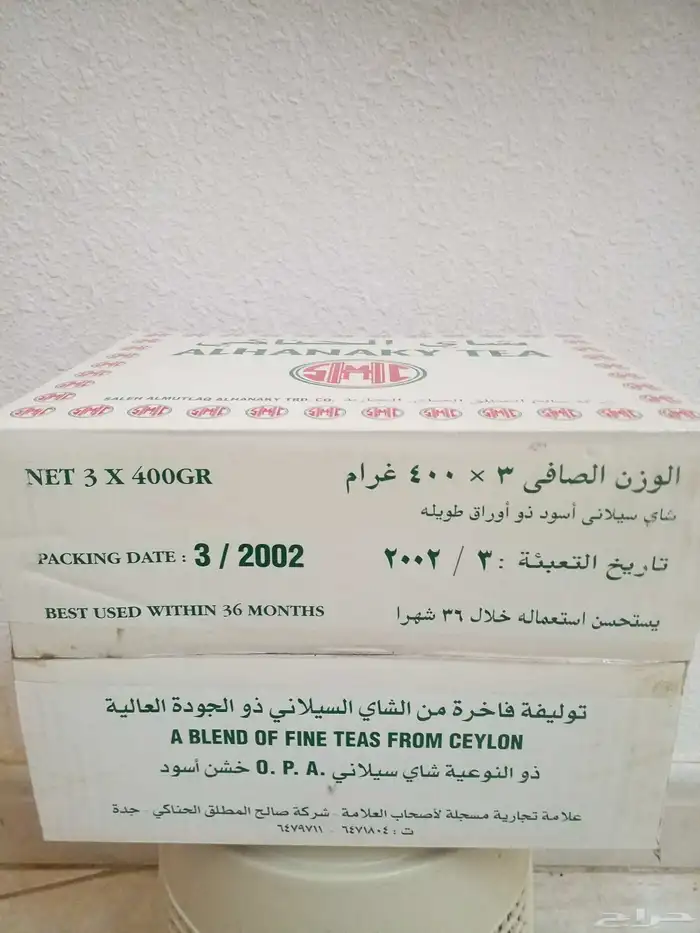 شاي الحناكي
ALHANAKY TEA
SMIC
SALEH ALMUTLAQ ALHANAKY TRD. CO.
NET 3 X 400GR
الوزن الصافى ٣ × ٤٠٠ غرام
شاي سيلانى أسود ذو أوراق طويله
PACKING DATE : 3 / 2002
تاريخ التعبئة : ٣ / ٢٠٠٢
BEST USED WITHIN 36 MONTHS
يستحسن استعماله خلال ٣٦ شهرا
توليفة فاخرة من الشاي السيلاني ذو الجودة العالية
A BLEND OF FINE TEAS FROM CEYLON
ذو النوعية شاي سيلاني .O. P. A خشن أسود
علامة تجارية مسجلة لأصحاب العلامة - شركة صالح المطلق الحناكي - جدة
ت : ٦٤٧١٨٠٤ - ٦٤٧٩٧١١
حراج